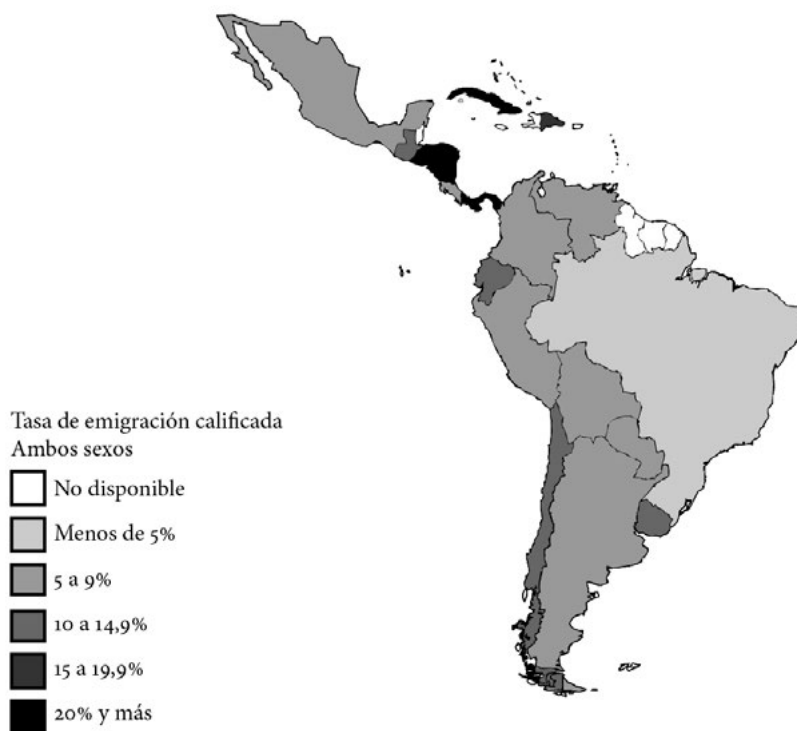 Tasa de emigración calificada
Ambos sexos
No disponible
Menos de 5%
5 a 9%
10 a 14,9%
15 a 19,9%
20% y más